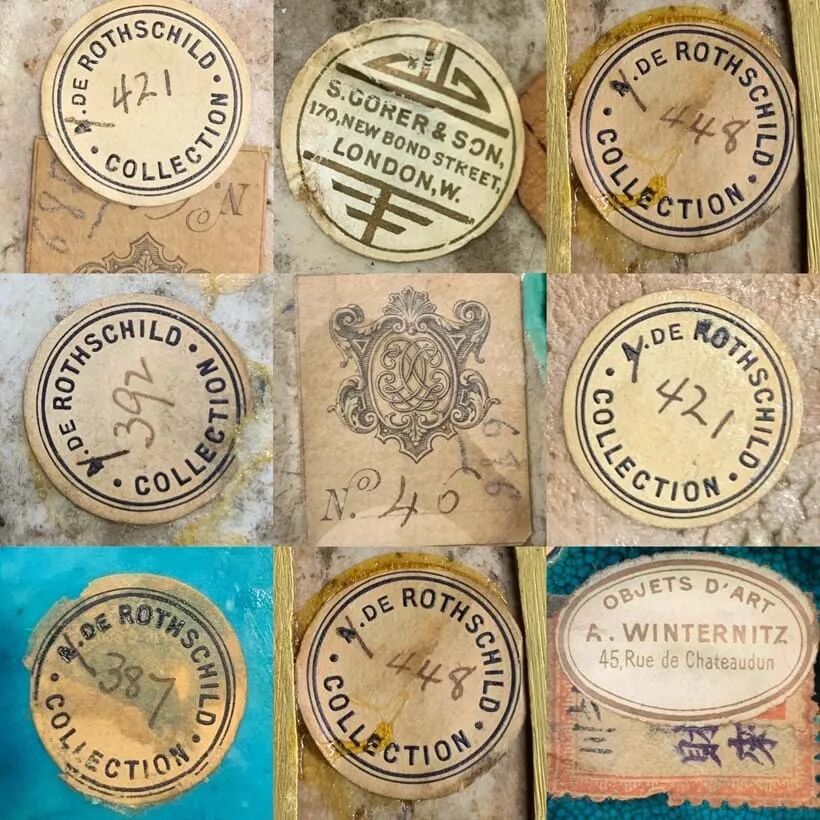 A.DE ROTHSCHILD • COLLECTION •
421
No.
S.GORER & SON,
170,NEW BOND STREET,
LONDON,W.
A.DE ROTHSCHILD • COLLECTION •
448
A.DE ROTHSCHILD • COLLECTION •
392
No. 40
A.DE ROTHSCHILD • COLLECTION •
421
A.DE ROTHSCHILD • COLLECTION •
387
A.DE ROTHSCHILD • COLLECTION •
448
OBJETS D'ART
A. WINTERNITZ
45,Rue de Chateaudun